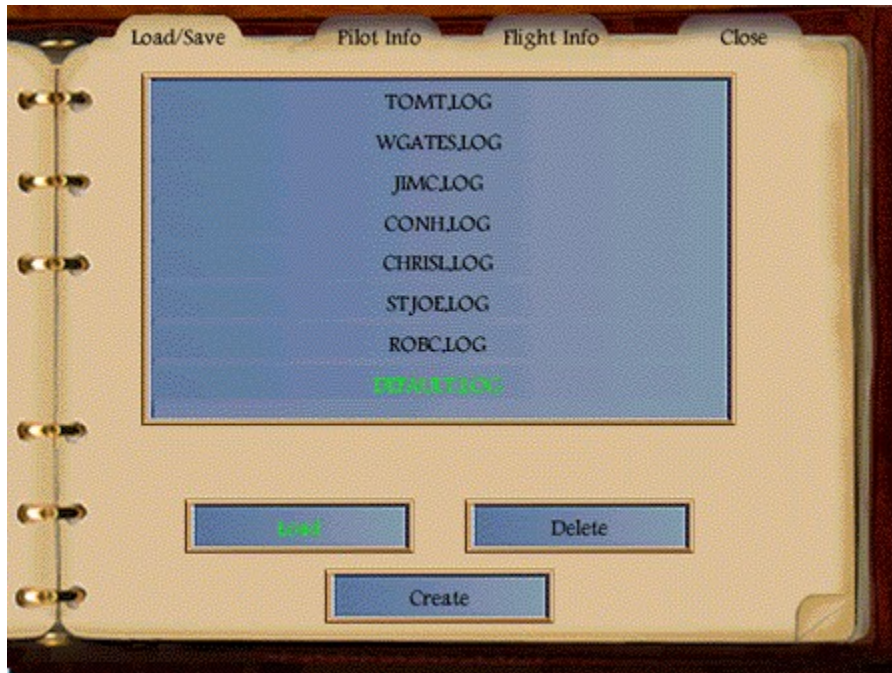 Load/Save Pilot Info Flight Info Close
TOMT.LOG
WGATES.LOG
JIMC.LOG
CONH.LOG
CHRISL.LOG
STJOE.LOG
ROBC.LOG
DEFAULT.LOG
Load Delete
Create